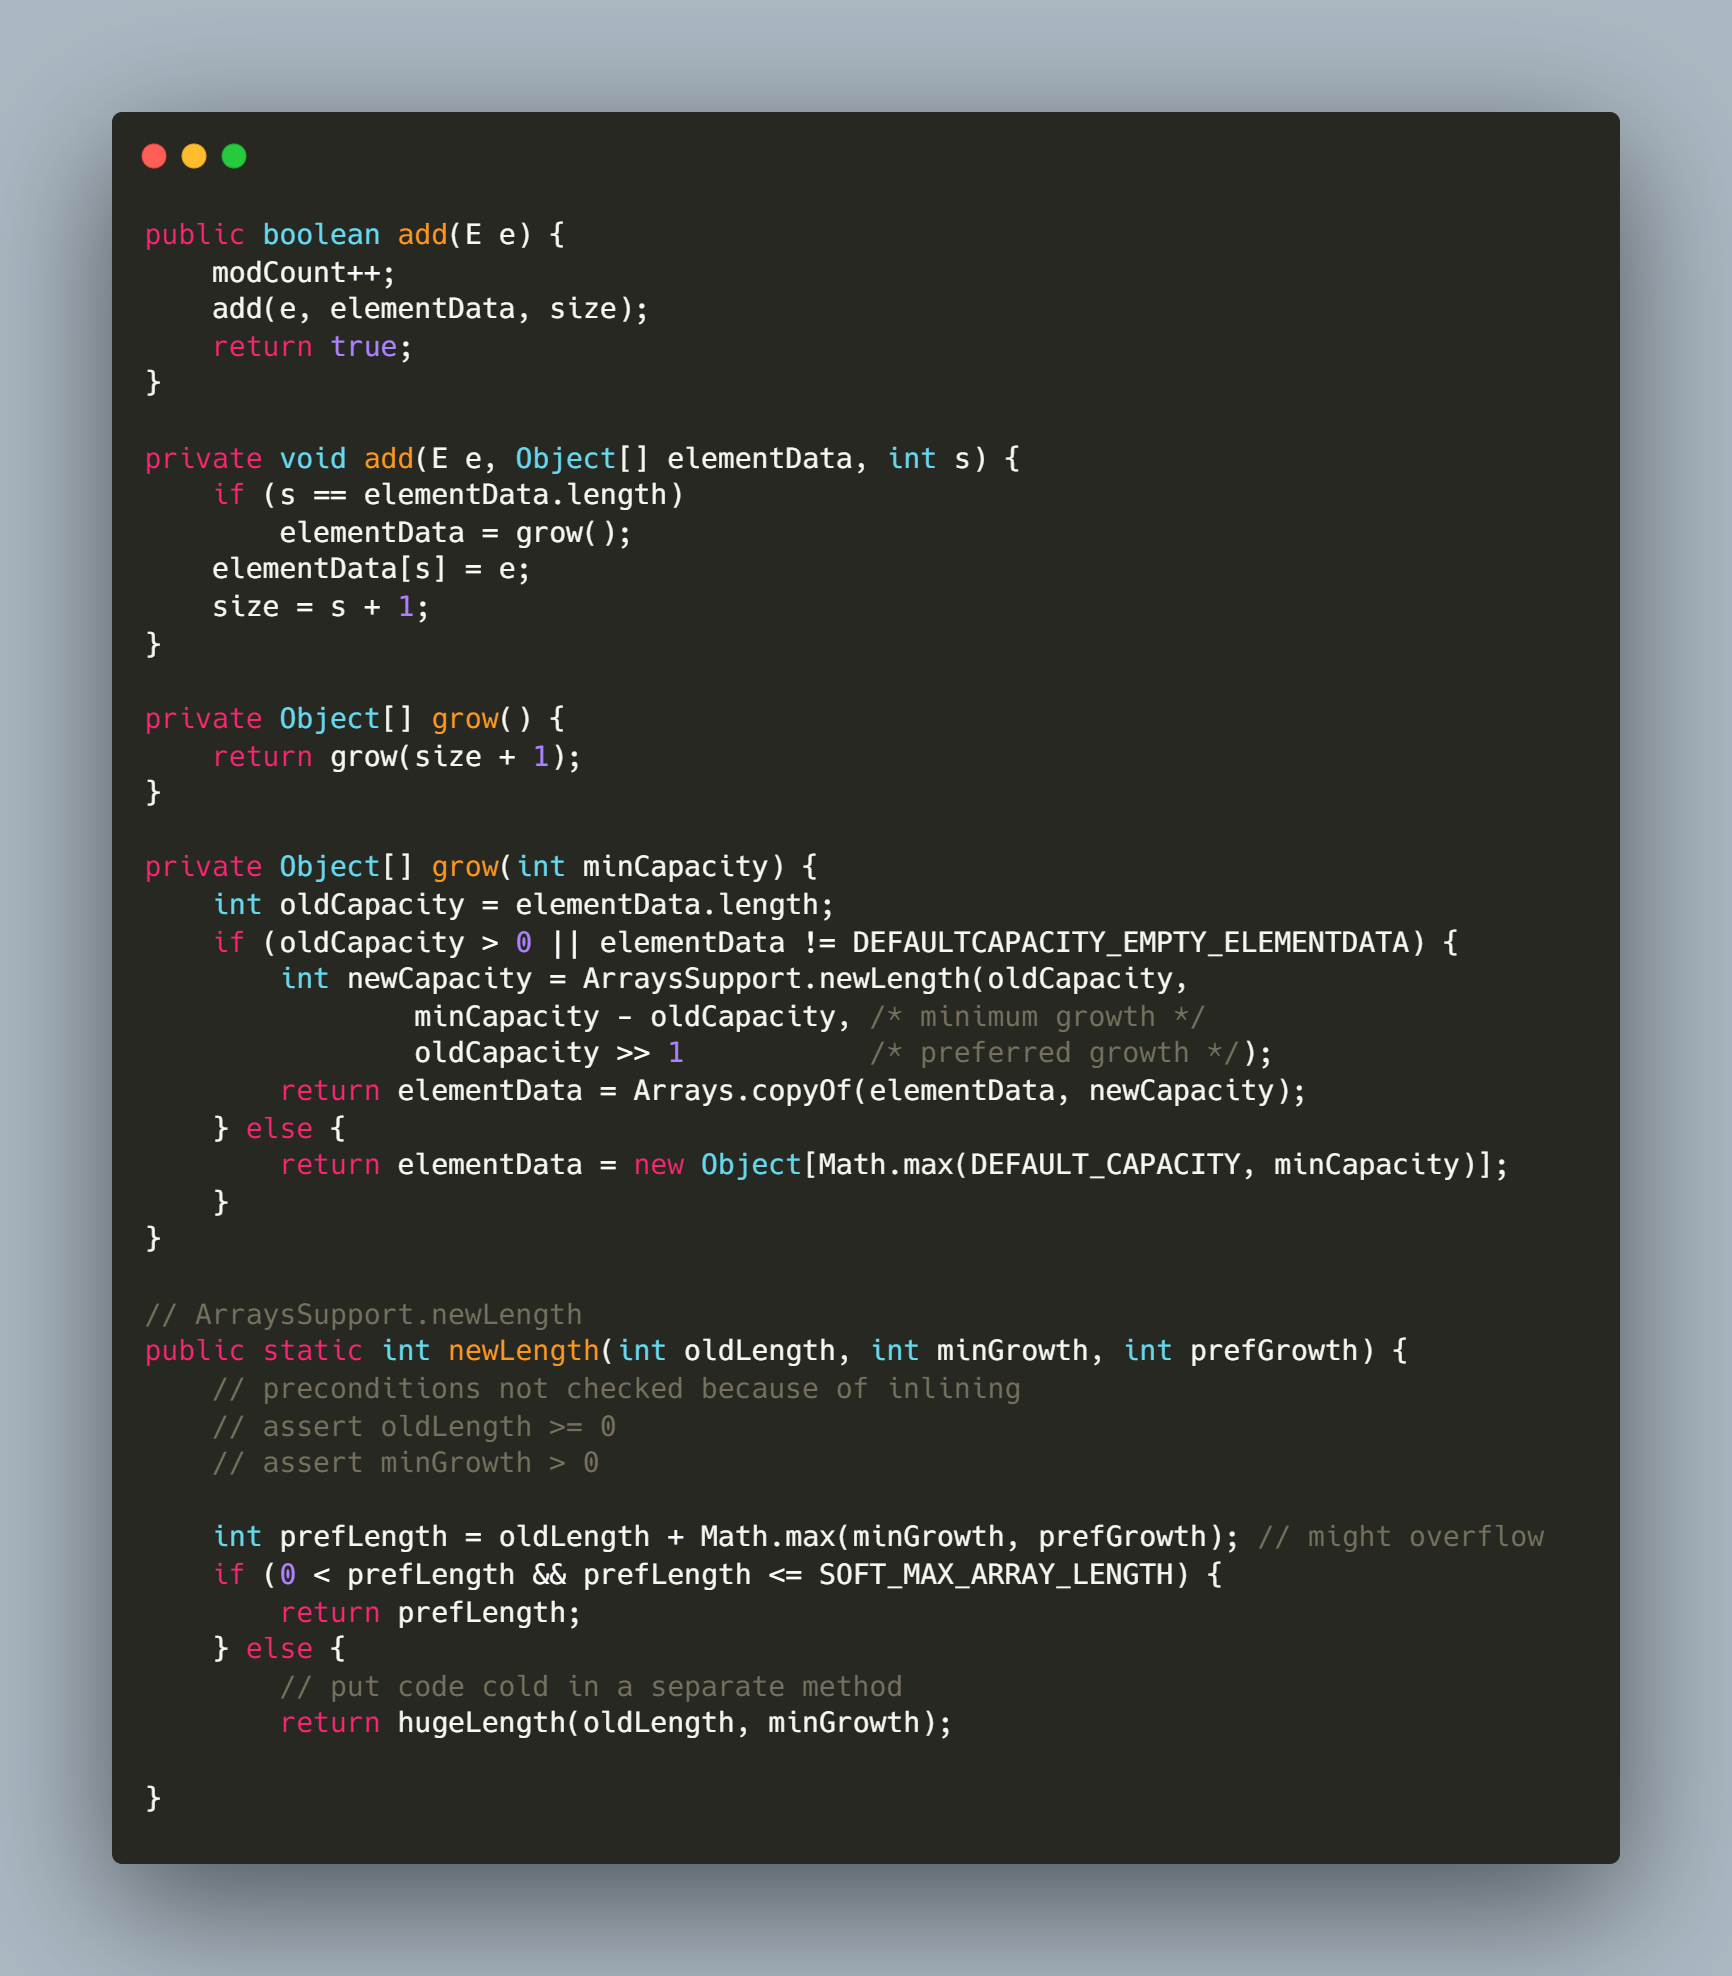 public boolean add(E e) {
    modCount++;
    add(e, elementData, size);
    return true;
}

private void add(E e, Object[] elementData, int s) {
    if (s == elementData.length)
        elementData = grow();
    elementData[s] = e;
    size = s + 1;
}

private Object[] grow() {
    return grow(size + 1);
}

private Object[] grow(int minCapacity) {
    int oldCapacity = elementData.length;
    if (oldCapacity > 0 || elementData != DEFAULTCAPACITY_EMPTY_ELEMENTDATA) {
        int newCapacity = ArraysSupport.newLength(oldCapacity,
                minCapacity - oldCapacity, /* minimum growth */
                oldCapacity >> 1           /* preferred growth */);
        return elementData = Arrays.copyOf(elementData, newCapacity);
    } else {
        return elementData = new Object[Math.max(DEFAULT_CAPACITY, minCapacity)];
    }
}

// ArraysSupport.newLength
public static int newLength(int oldLength, int minGrowth, int prefGrowth) {
    // preconditions not checked because of inlining
    // assert oldLength >= 0
    // assert minGrowth > 0

    int prefLength = oldLength + Math.max(minGrowth, prefGrowth); // might overflow
    if (0 < prefLength && prefLength <= SOFT_MAX_ARRAY_LENGTH) {
        return prefLength;
    } else {
        // put code cold in a separate method
        return hugeLength(oldLength, minGrowth);

}